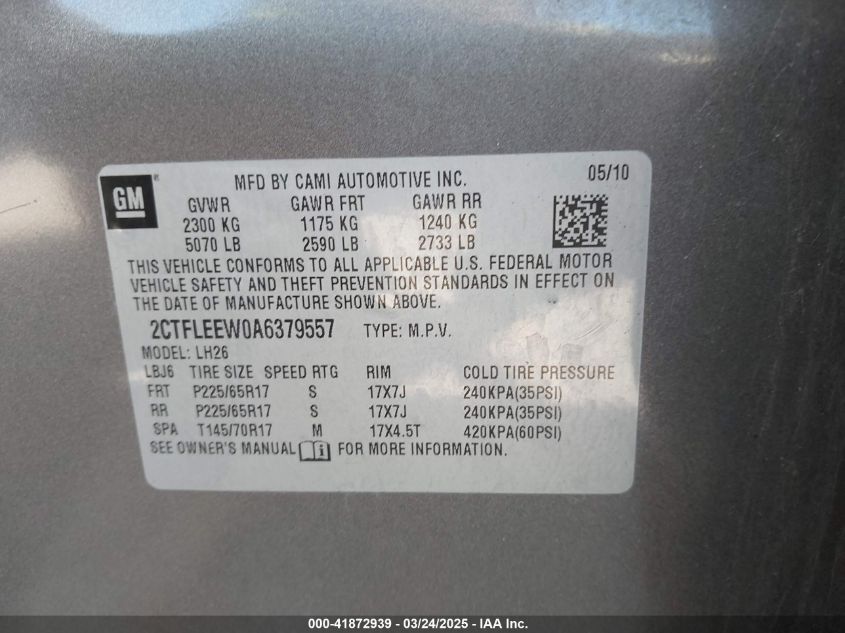 GM
MFD BY CAMI AUTOMOTIVE INC.
05/10
GVWR GAWR FRT GAWR RR
2300 KG 1175 KG 1240 KG
5070 LB 2590 LB 2733 LB
THIS VEHICLE CONFORMS TO ALL APPLICABLE U.S. FEDERAL MOTOR
VEHICLE SAFETY AND THEFT PREVENTION STANDARDS IN EFFECT ON
THE DATE OF MANUFACTURE SHOWN ABOVE.
2CTFLEEW0A6379557 TYPE: M.P.V.
MODEL: LH26
LBJ6 TIRE SIZE SPEED RTG RIM COLD TIRE PRESSURE
FRT P225/65R17 S 17X7J 240KPA(35PSI)
RR P225/65R17 S 17X7J 240KPA(35PSI)
SPA T145/70R17 M 17X4.5T 420KPA(60PSI)
SEE OWNER'S MANUAL i FOR MORE INFORMATION.
000-41872939 - 03/24/2025 - IAA Inc.